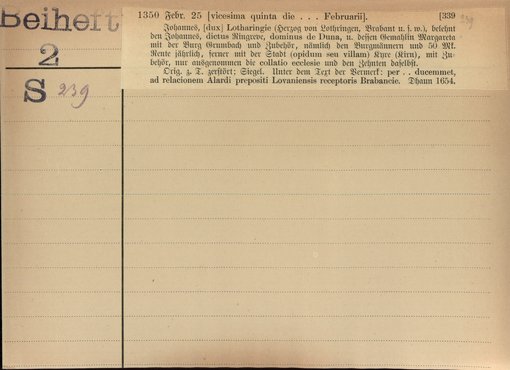 Beiheft
2
S 239
1350 Febr. 25 [vicesima quinta die . . . Februarii]. [339
Johannes, [dux] Lotharingie (Herzog von Lothringen, Brabant u. s. w.), belehnt
den Johannes, dictus Ringreve, dominus de Duna, u. dessen Gemahlin Margareta
mit der Burg Grumbach und Zubehör, nämlich den Burgmännern und 50 Mk.
Rente jährlich, ferner mit der Stadt (opidum seu villam) Kyre (Kirn), mit Zu-
behör, nur ausgenommen die collatio ecclesie und den Zehnten daselbst.
Orig. z. T. zerstört; Siegel. Unter dem Text der Vermerk: per . . ducemmet,
ad relacionem Alardi prepositi Lovaniensis receptoris Brabancie. Dhaun 1654.